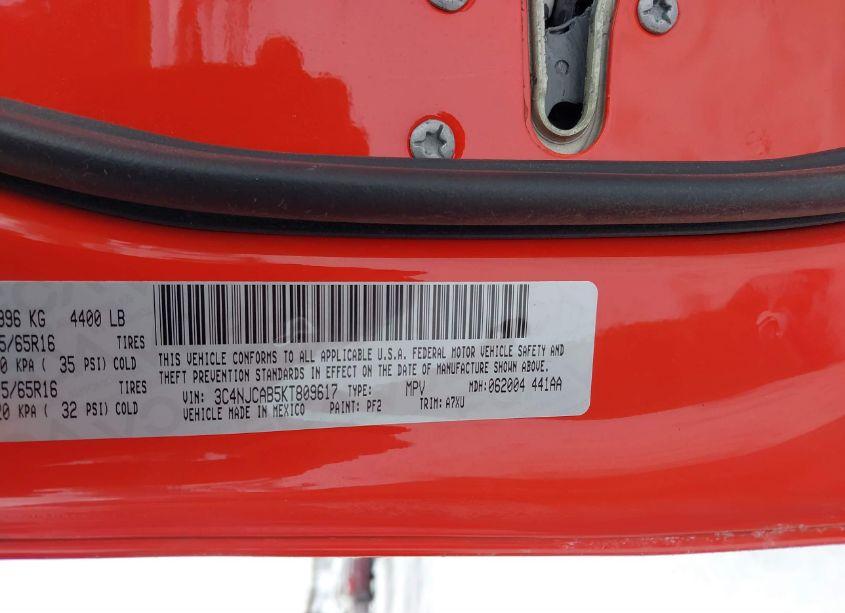 896 KG 4400 LB
5/65R16 TIRES
0 KPA ( 35 PSI) COLD
5/65R16 TIRES
20 KPA ( 32 PSI) COLD
THIS VEHICLE CONFORMS TO ALL APPLICABLE U.S.A. FEDERAL MOTOR VEHICLE SAFETY AND
THEFT PREVENTION STANDARDS IN EFFECT ON THE DATE OF MANUFACTURE SHOWN ABOVE.
VIN: 3C4NJCAB5KT809617 TYPE: MPV MDH: 062004 441AA
VEHICLE MADE IN MEXICO PAINT: PF2 TRIM: A7XU